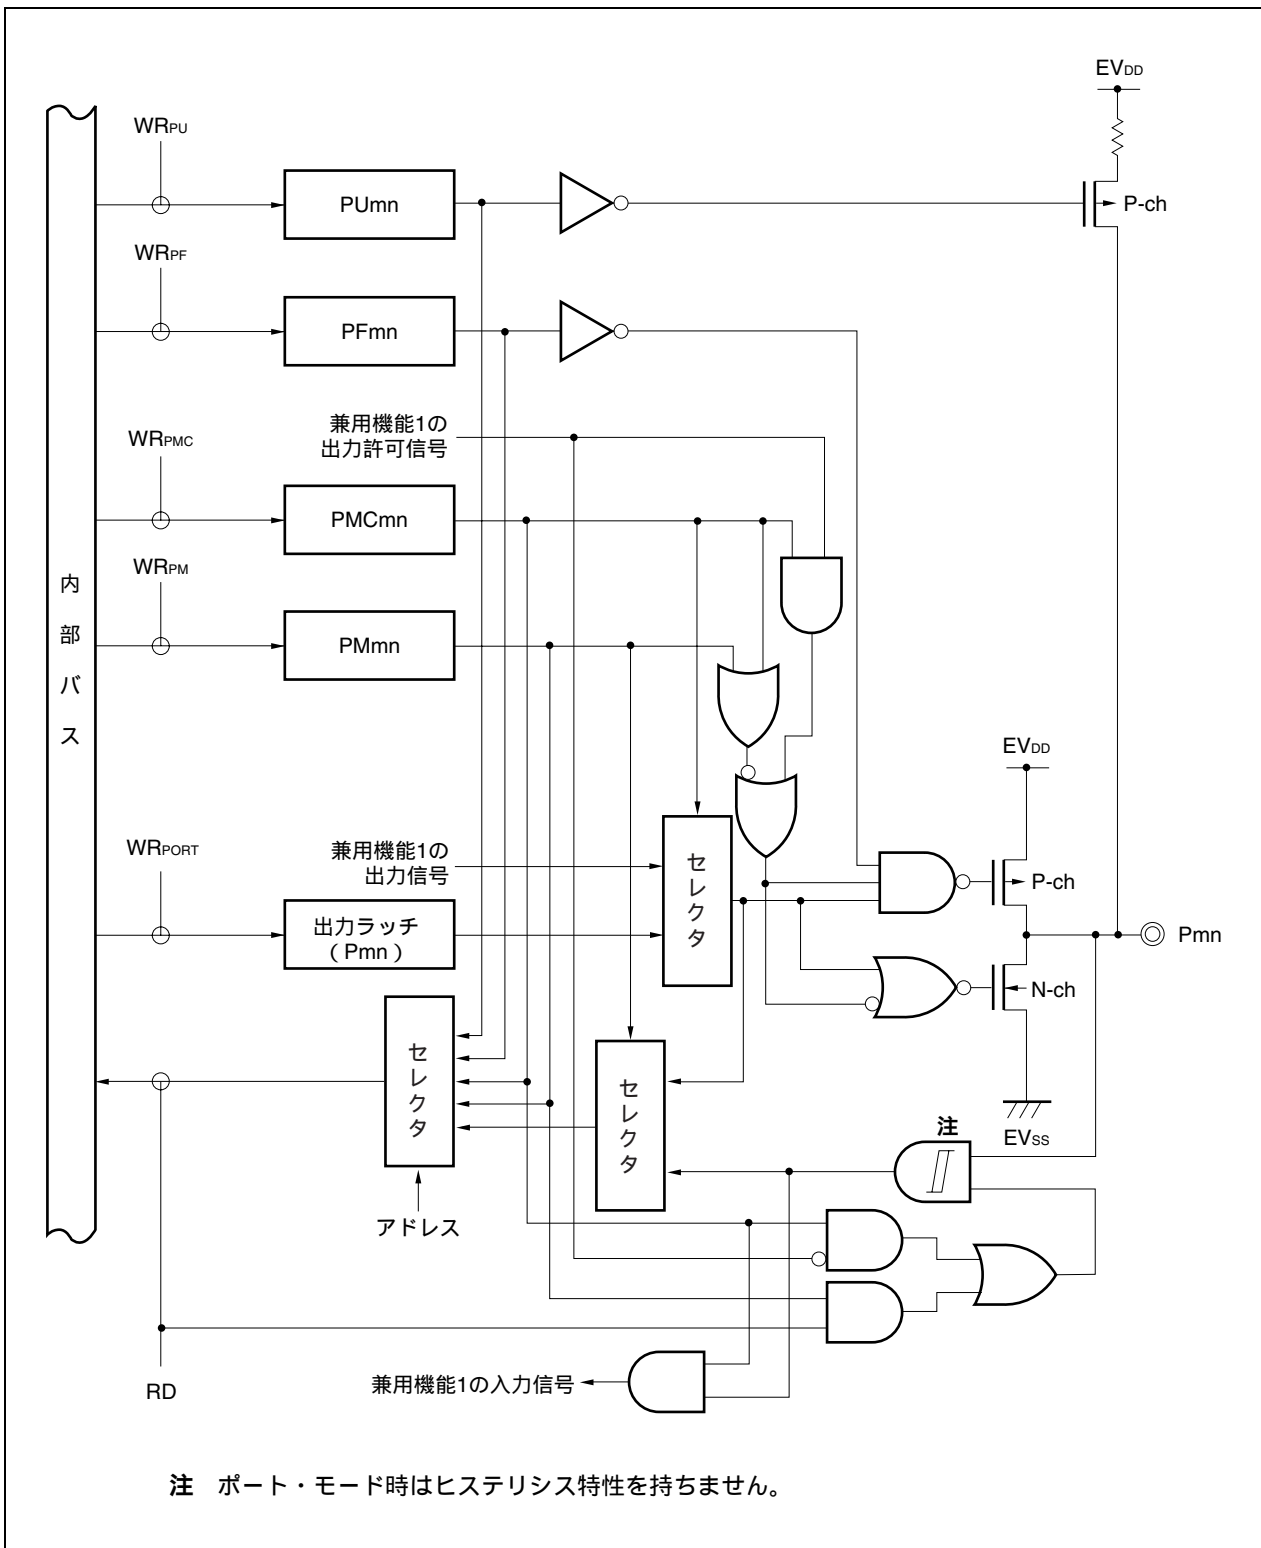 EVDD
WRPU
PUmn
P-ch
WRPF
PFmn
兼用機能1の
出力許可信号
WRPMC
PMCmn
WRPM
PMmn
内部バス
EVDD
WRPORT
兼用機能1の
出力信号
セレクタ
P-ch
出力ラッチ
(Pmn)
Pmn
N-ch
セレクタ
セレクタ
注
EVSS
アドレス
RD
兼用機能1の入力信号
注 ポート・モード時はヒステリシス特性を持ちません。